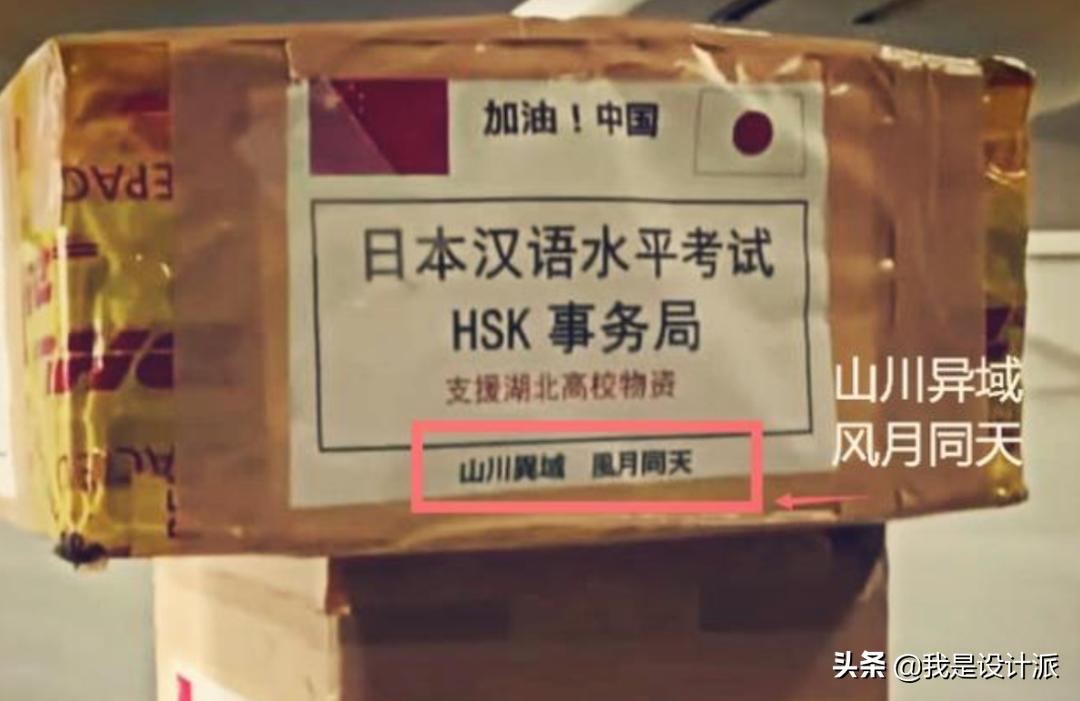 加油！中国
日本汉语水平考试
HSK 事务局
支援湖北高校物资
山川異域 風月同天
山川异域
风月同天
EPAC
头条 @我是设计派